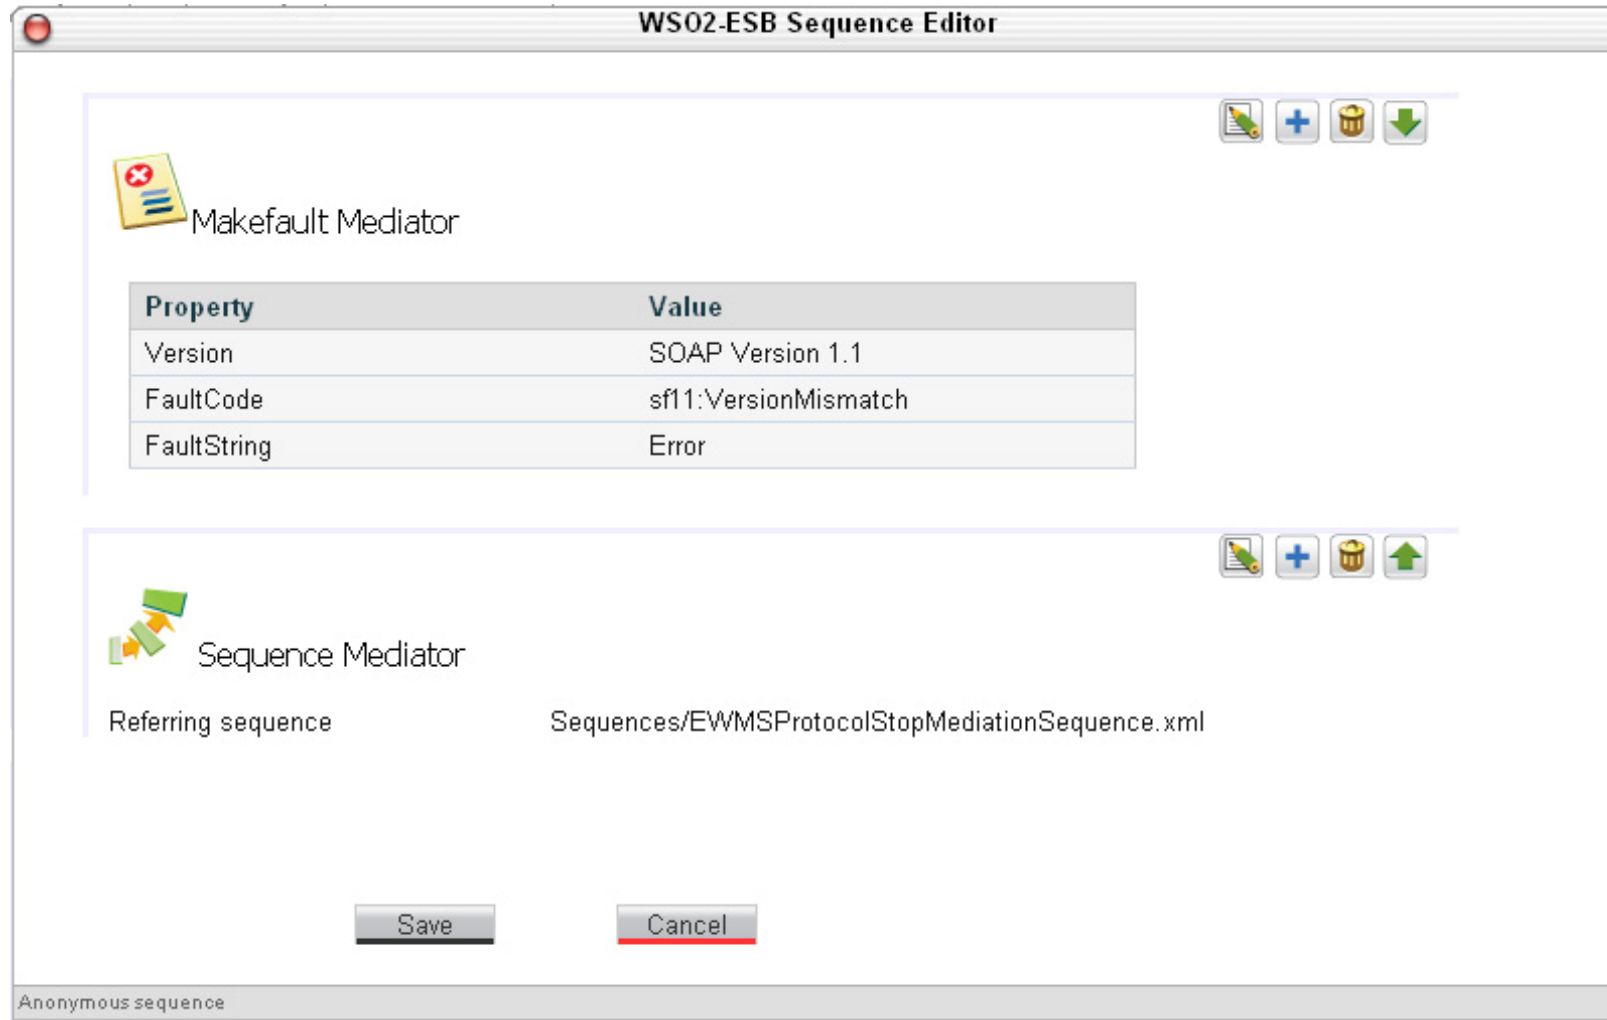 WSO2-ESB Sequence Editor
Makefault Mediator
Property Value
Version SOAP Version 1.1
FaultCode sf11:VersionMismatch
FaultString Error
Sequence Mediator
Referring sequence Sequences/EWMSProtocolStopMediationSequence.xml
Save Cancel
Anonymous sequence